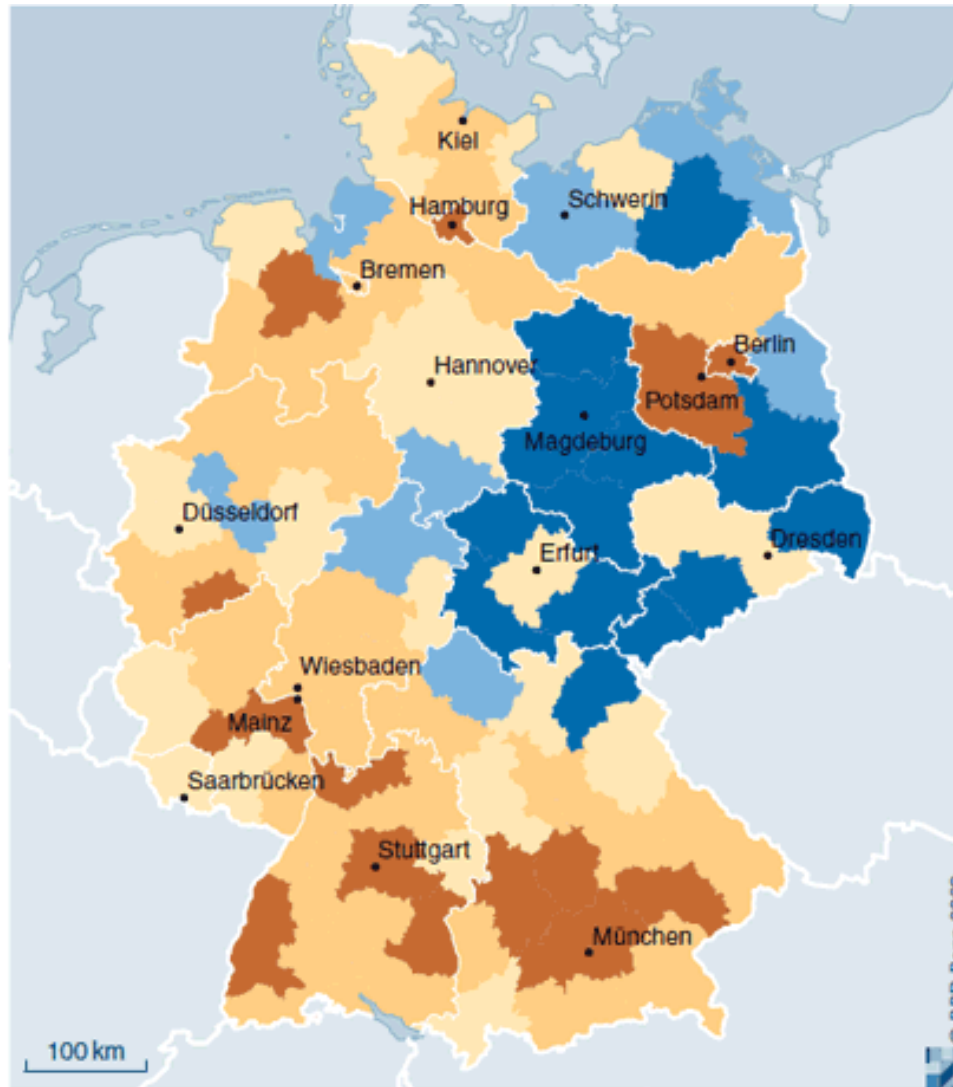 Kiel
Schwerin
J
Hamburg
Bremen
Berlin
Hannover
Potsdam
Magdeburg
Düsseldorf
Dresden
Erfurt
Wiesbaden
Mainz
Saarbrücken
Stuttgart
München
100 km